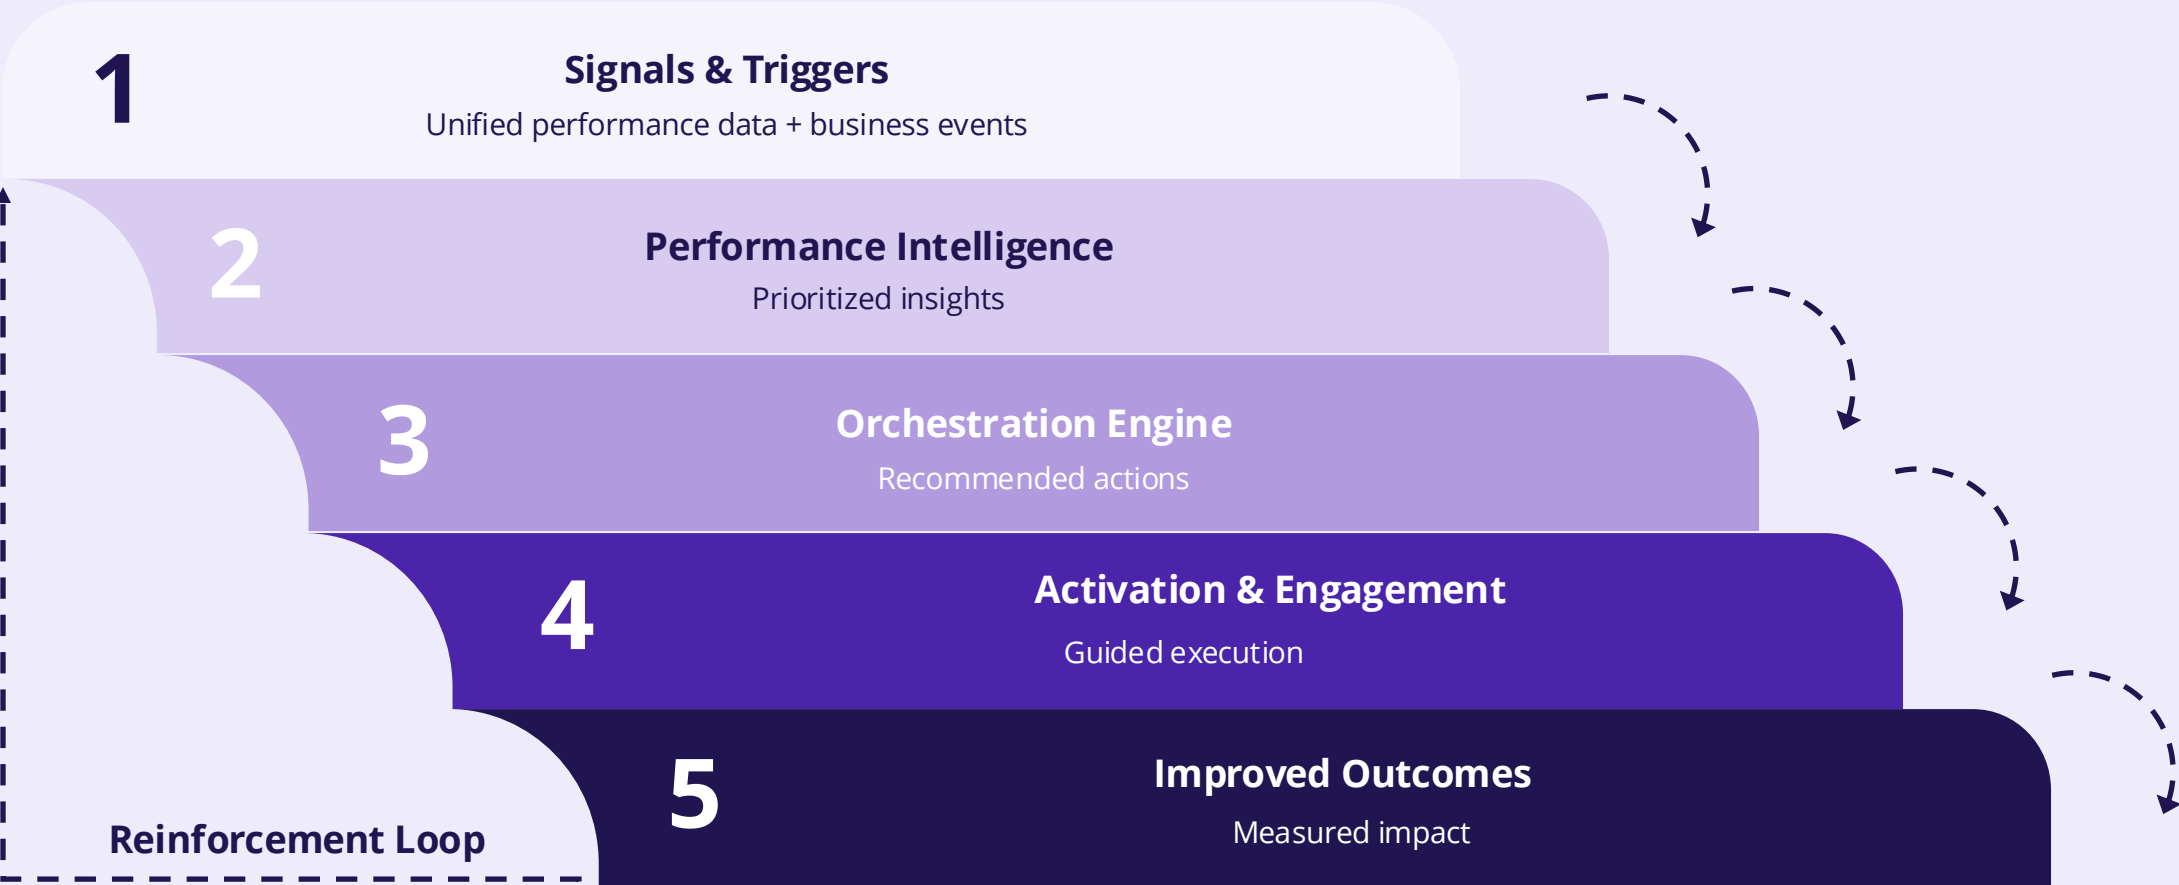 1
Signals & Triggers
Unified performance data + business events
2
Performance Intelligence
Prioritized insights
3
Orchestration Engine
Recommended actions
4
Activation & Engagement
Guided execution
5
Improved Outcomes
Measured impact
Reinforcement Loop